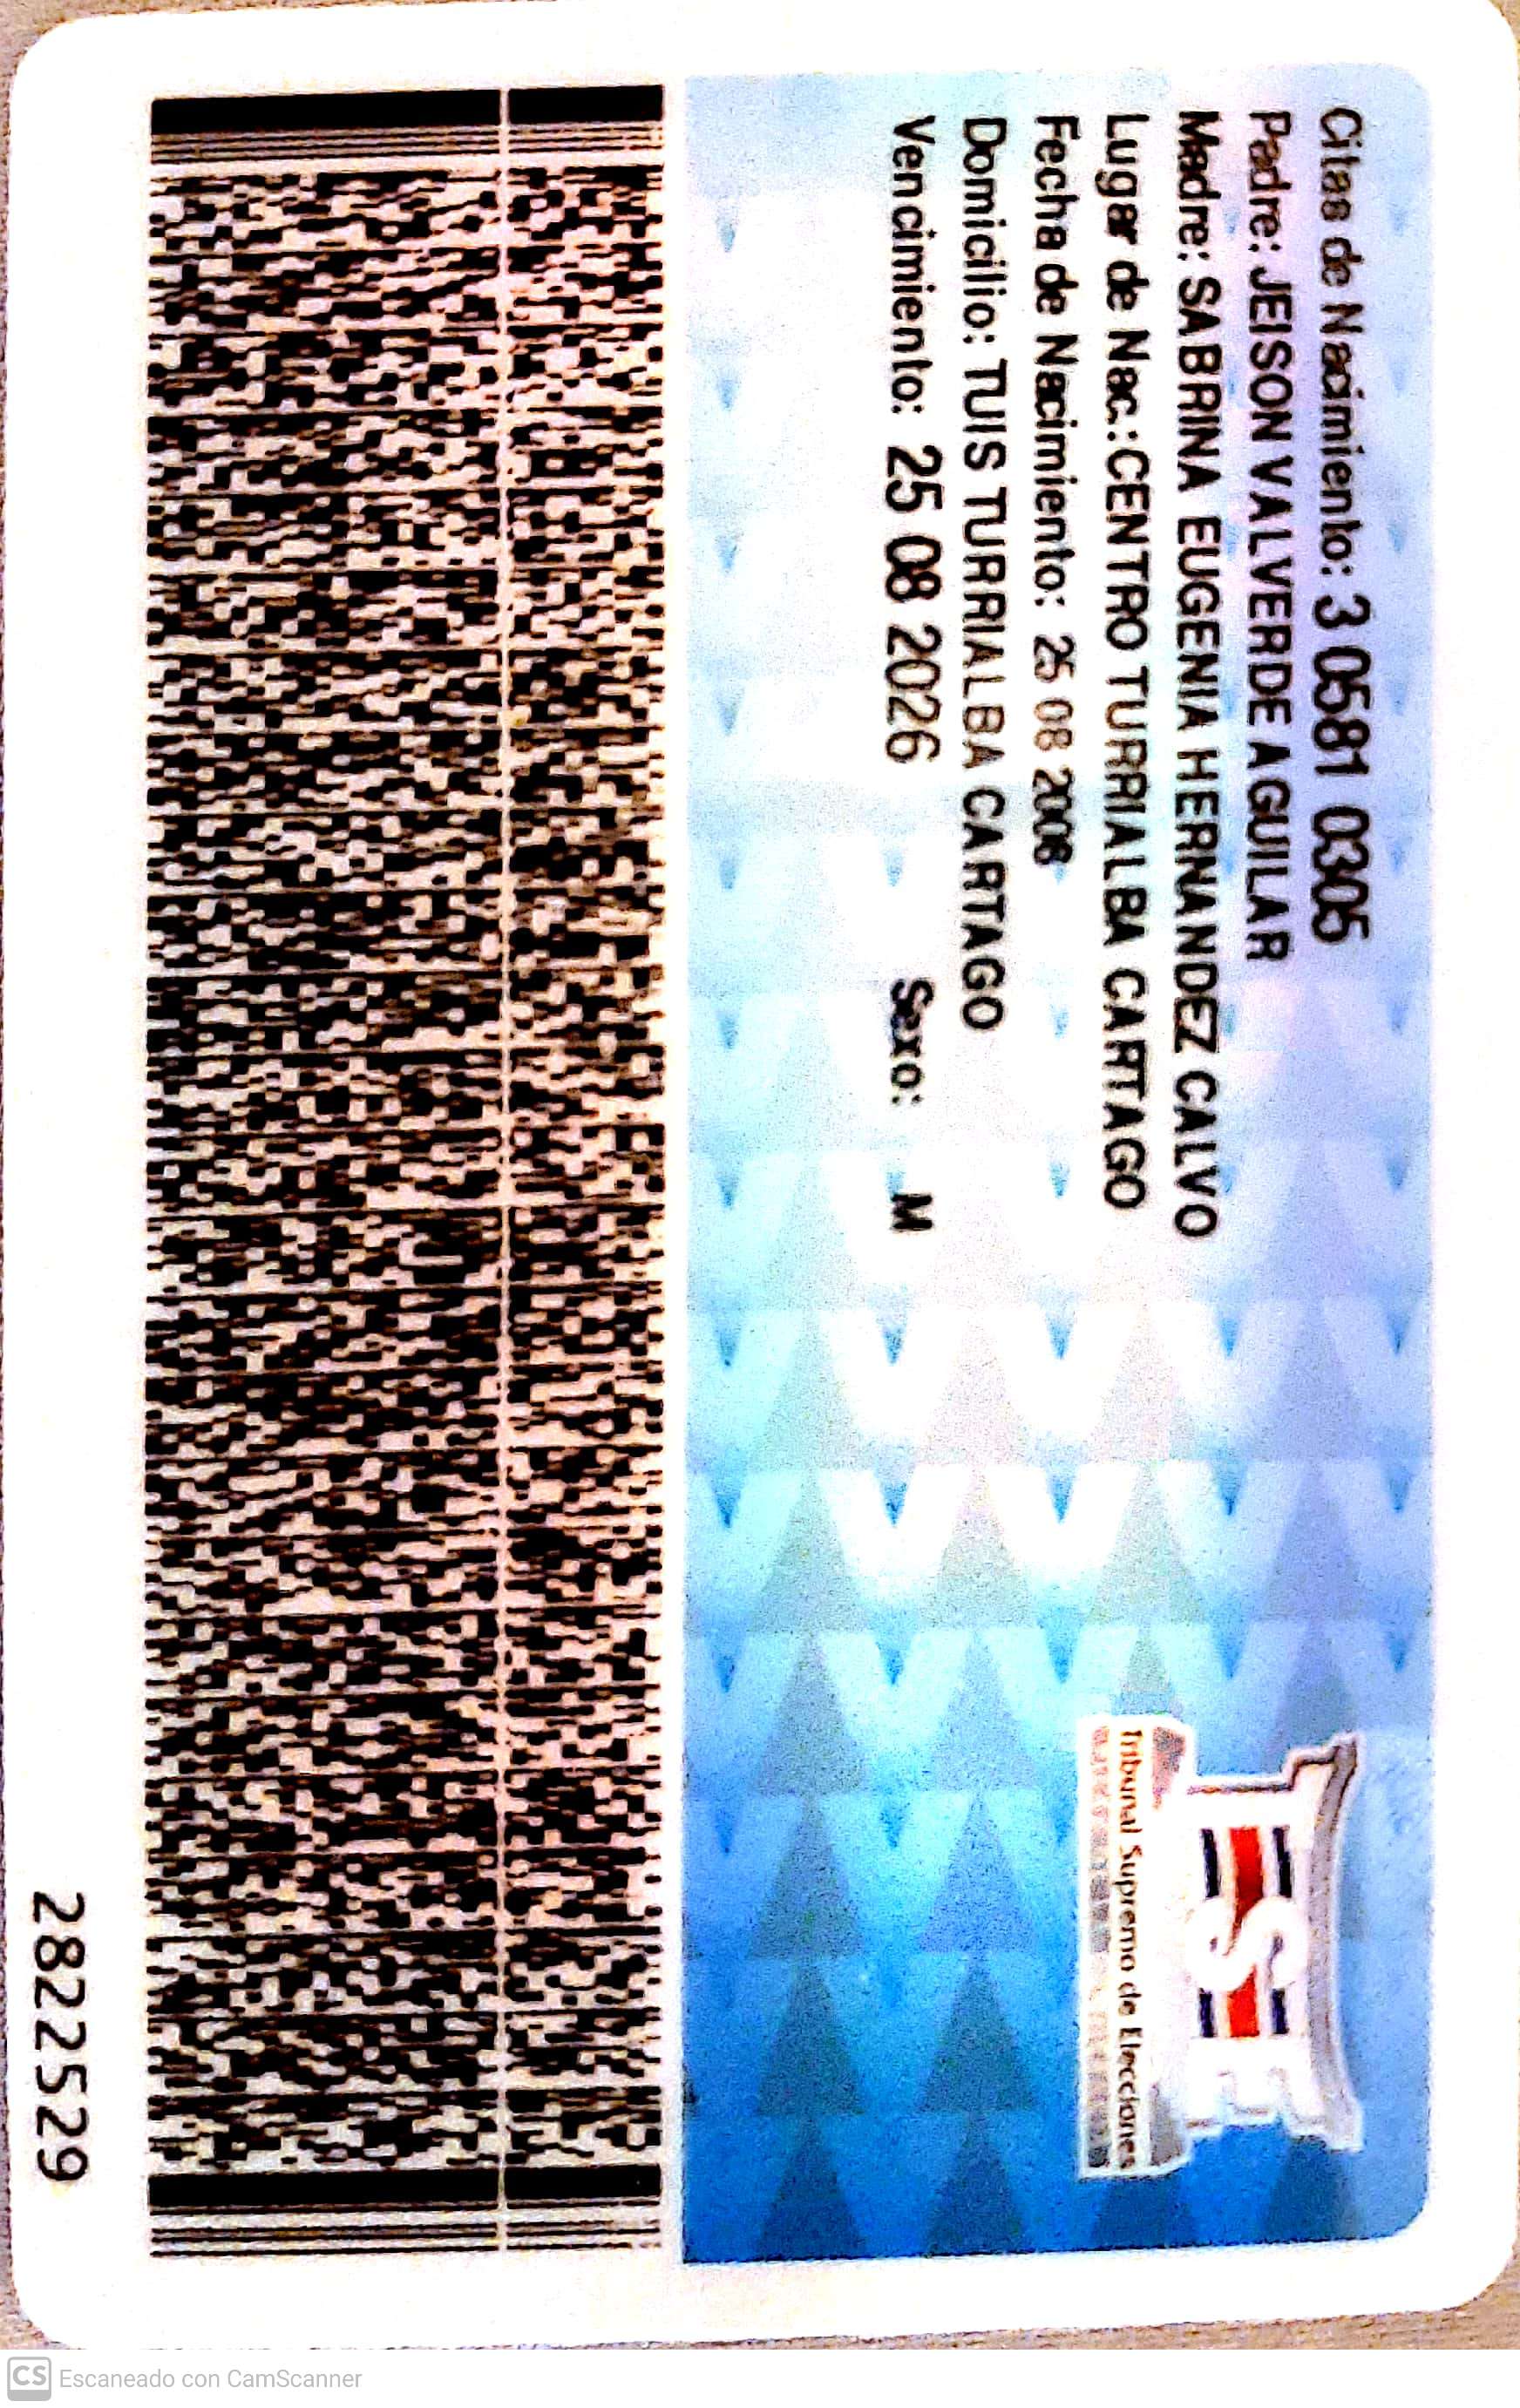 Citas de Nacimiento: 3 0581 0305
Padre: JEISON VALVERDE AGUILAR
Madre: SABRINA EUGENIA HERNANDEZ CALVO
Lugar de Nac.:CENTRO TURRIALBA CARTAGO
Fecha de Nacimiento: 25 08 2008
Domicilio: TUIS TURRIALBA CARTAGO
Vencimiento: 25 08 2026 Sexo: M
TSE
Tribunal Supremo de Elecciones
2822529
CS Escaneado con CamScanner